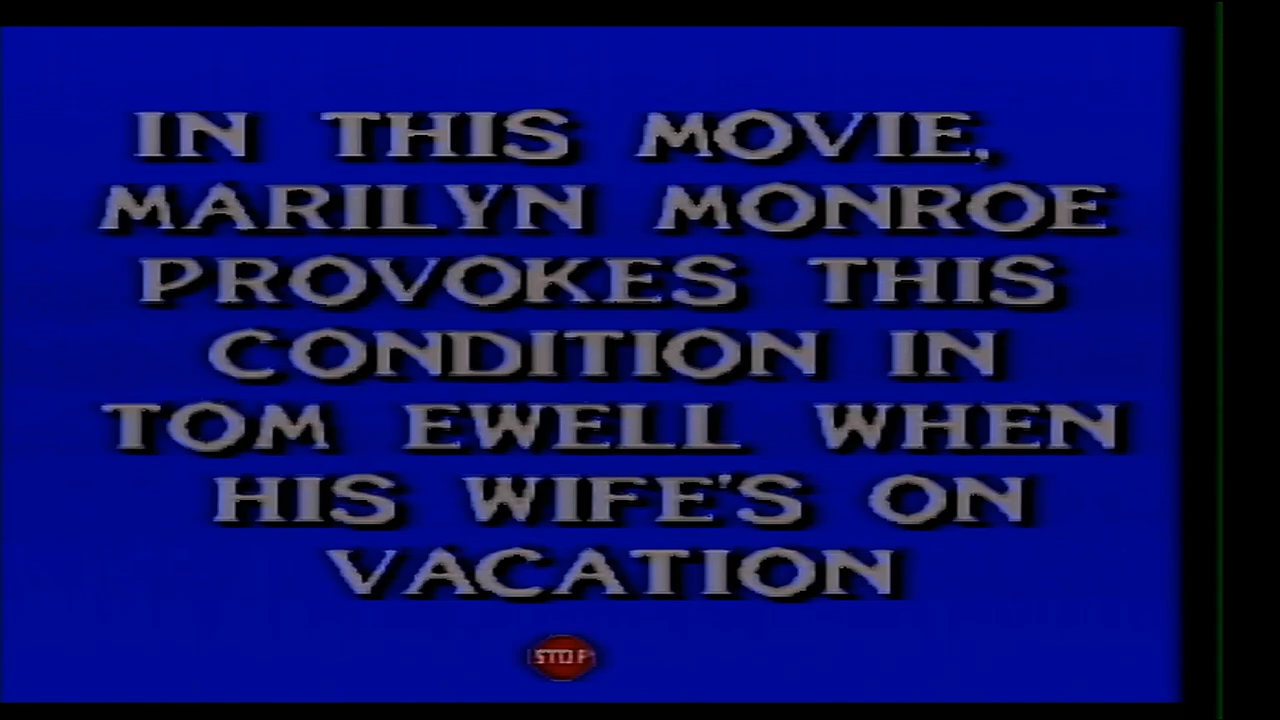 IN THIS MOVIE,
MARILYN MONROE
PROVOKES THIS
CONDITION IN
TOM EWELL WHEN
HIS WIFE'S ON
VACATION
STOP